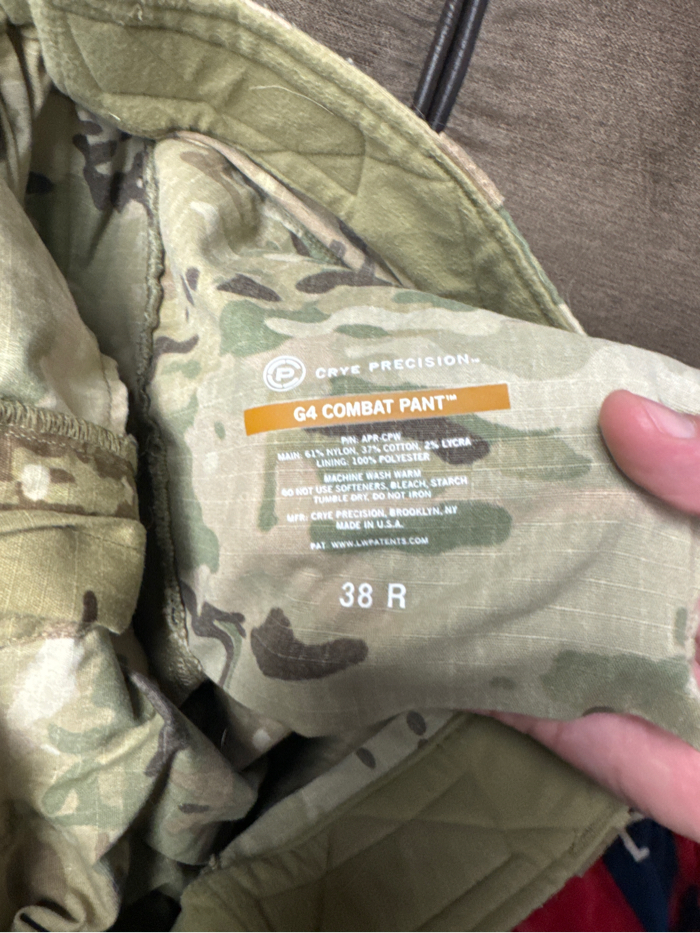 P CRYE PRECISION™
G4 COMBAT PANT™
P/N: APR-CPW
MAIN: 61% NYLON, 37% COTTON, 2% LYCRA
LINING: 100% POLYESTER
MACHINE WASH WARM
DO NOT USE SOFTENERS, BLEACH, STARCH
TUMBLE DRY, DO NOT IRON
MFR: CRYE PRECISION, BROOKLYN, NY
MADE IN U.S.A.
PAT. WWW.LWPATENTS.COM
38 R